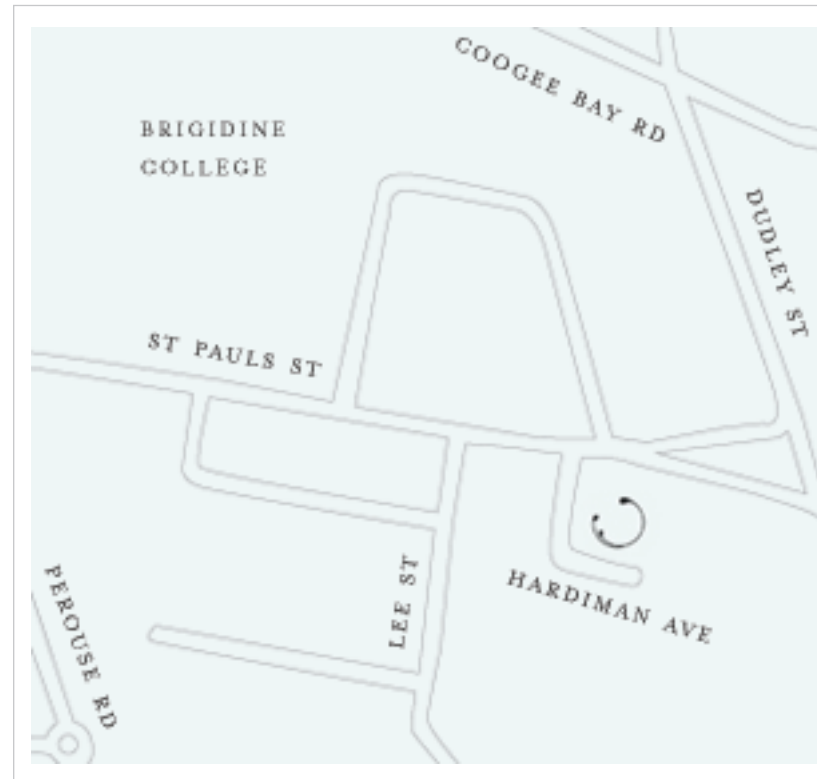 COOGEE BAY RD
BRIGIDINE
COLLEGE
DUDLEY ST
ST PAULS ST
LEE ST
HARDIMAN AVE
PEROUSE RD